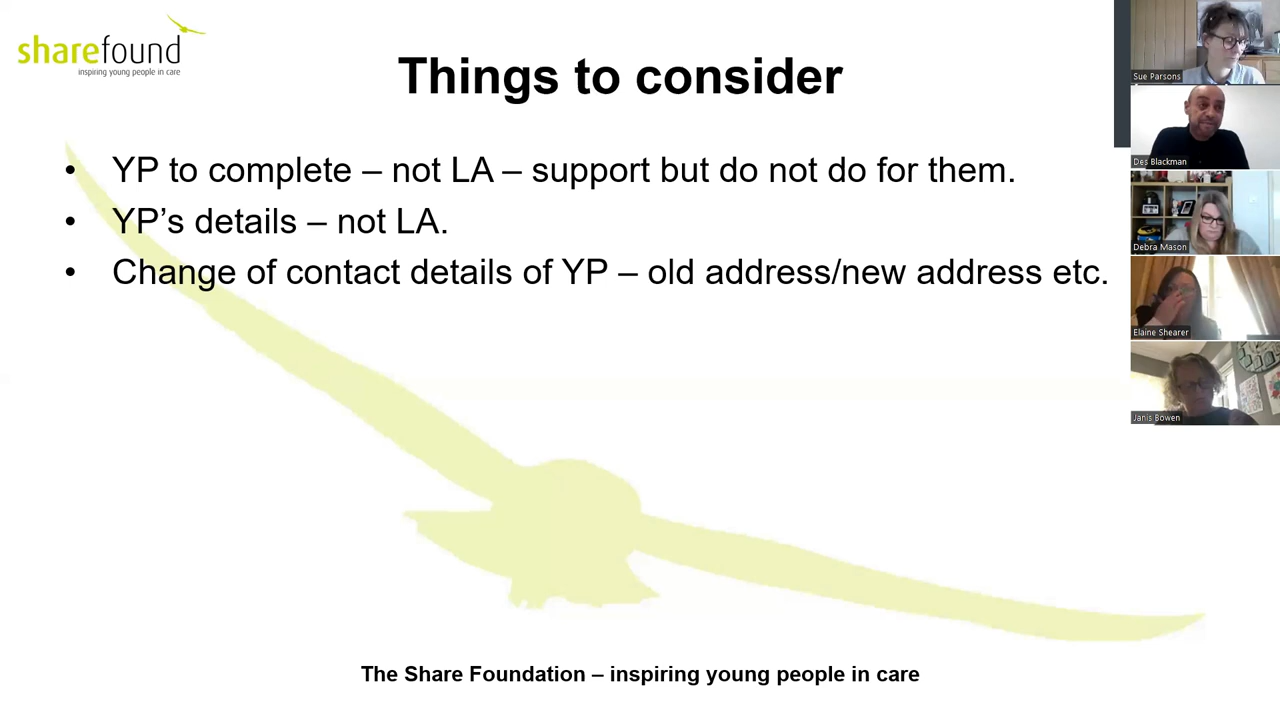 sharefound
inspiring young people in care
Things to consider
• YP to complete – not LA – support but do not do for them.
• YP’s details – not LA.
• Change of contact details of YP – old address/new address etc.
The Share Foundation – inspiring young people in care
Sue Parsons
Des Blackman
Debra Mason
Elaine Shearer
Janis Bowen